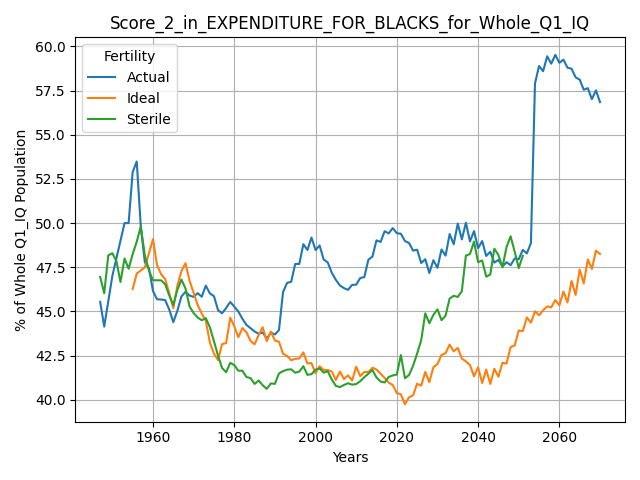 Score_2_in_EXPENDITURE_FOR_BLACKS_for_Whole_Q1_IQ
Fertility
Actual
Ideal
Sterile
% of Whole Q1_IQ Population
60.0
57.5
55.0
52.5
50.0
47.5
45.0
42.5
40.0
1960
1980
2000
2020
2040
2060
Years